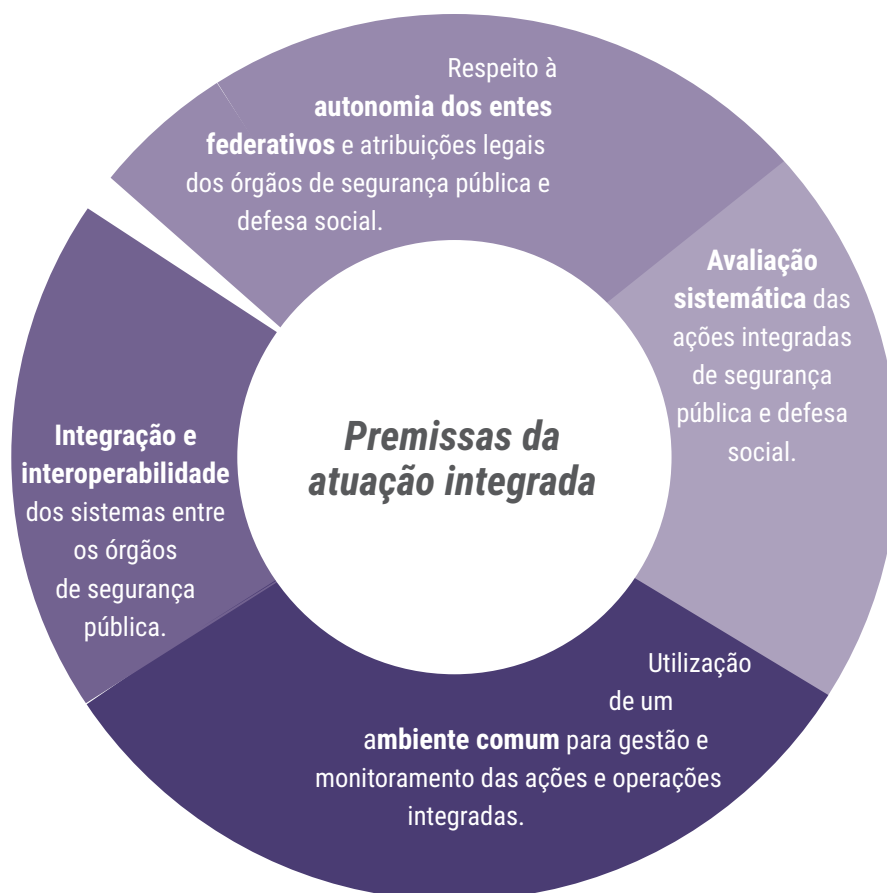 Respeito à
autonomia dos entes
federativos e atribuições legais
dos órgãos de segurança pública e
defesa social.
Avaliação
sistemática das
ações integradas
de segurança
pública e defesa
social.
Premissas da
atuação integrada
Integração e
interoperabilidade
dos sistemas entre
os órgãos
de segurança
pública.
Utilização
de um
ambiente comum para gestão e
monitoramento das ações e operações
integradas.